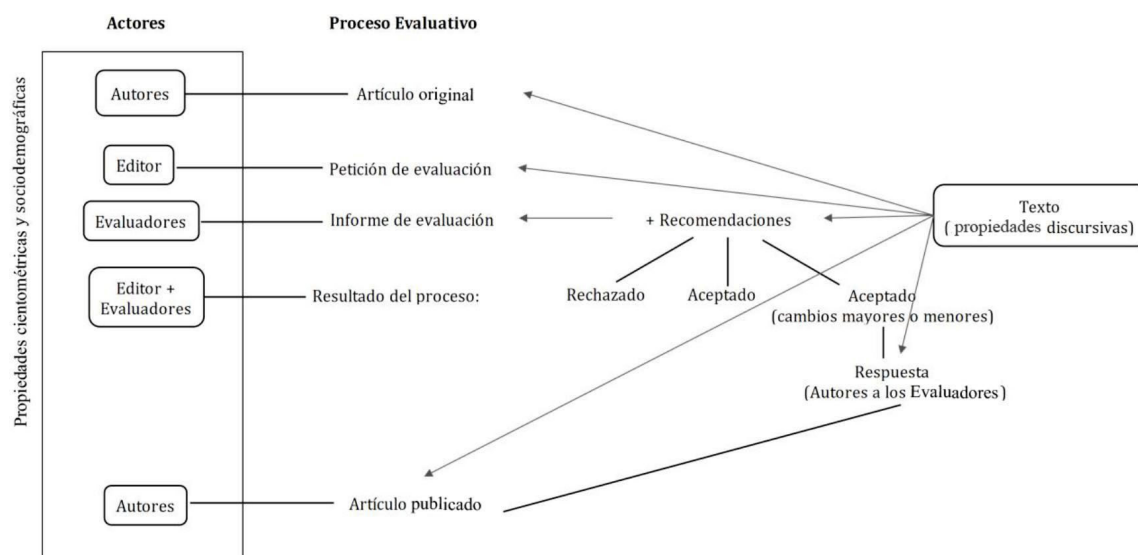 Actores
Proceso Evaluativo
Propiedades cientométricas y sociodemográficas
Autores
Artículo original
Editor
Petición de evaluación
Evaluadores
Informe de evaluación
+ Recomendaciones
Texto
( propiedades discursivas)
Editor +
Evaluadores
Resultado del proceso:
Rechazado
Aceptado
Aceptado
(cambios mayores o menores)
Respuesta
(Autores a los Evaluadores)
Autores
Artículo publicado